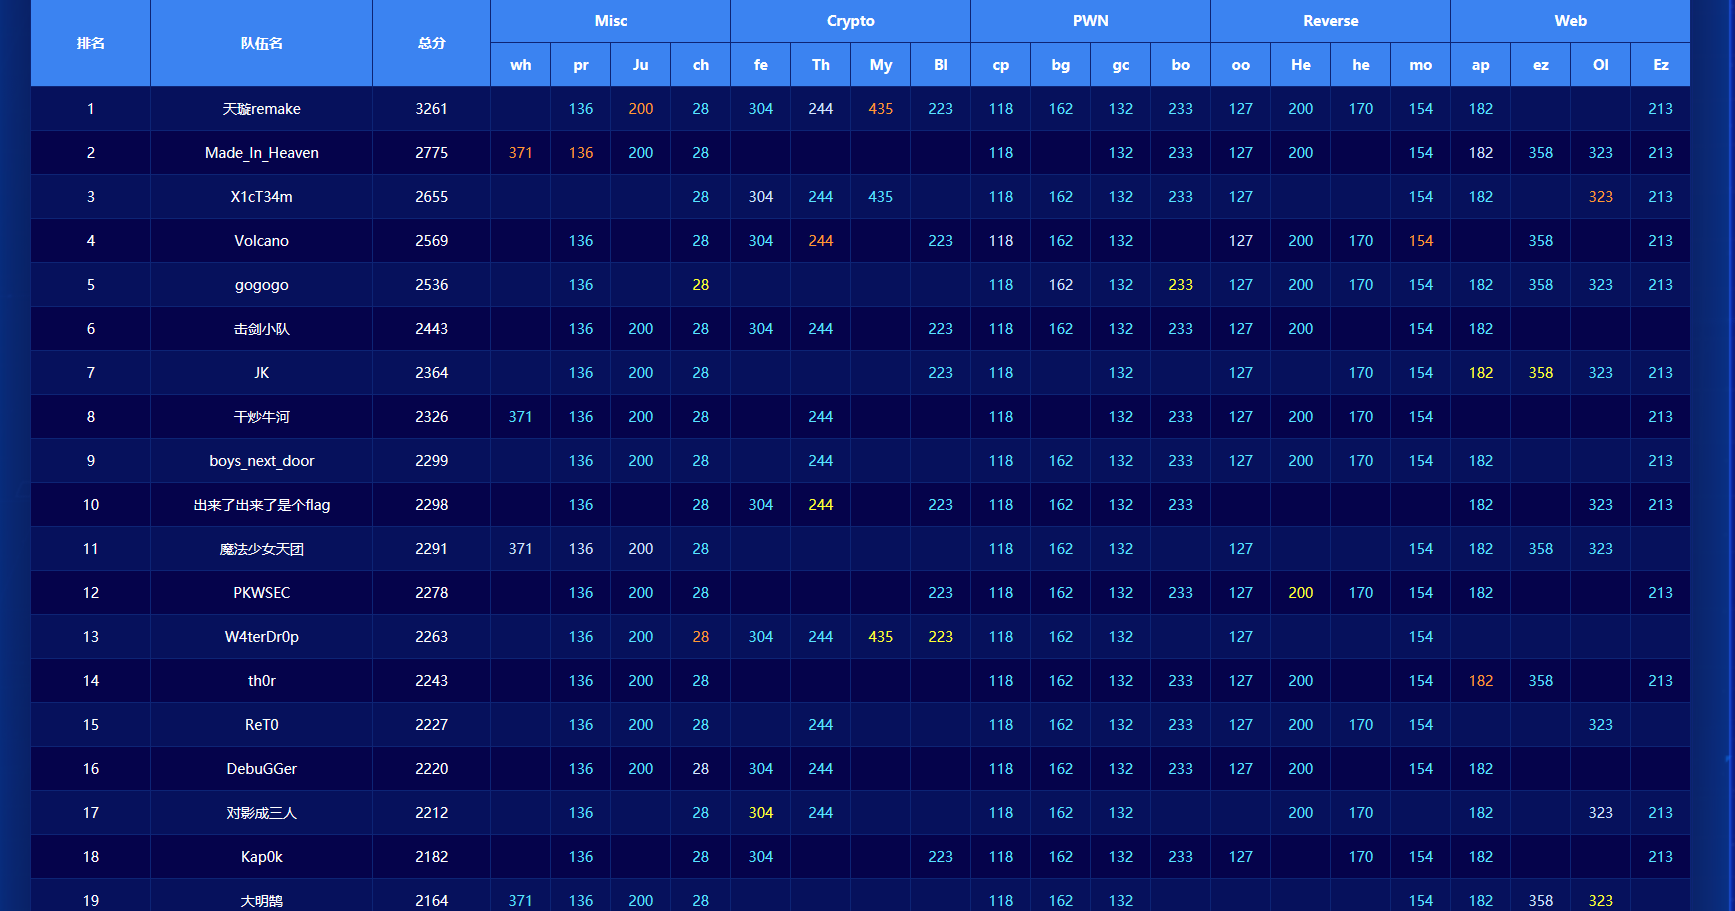 排名 队伍名 总分 Misc Crypto PWN Reverse Web
wh pr Ju ch fe Th My Bl cp bg gc bo oo He he mo ap ez Ol Ez
1 天璇remake 3261 136 200 28 304 244 435 223 118 162 132 233 127 200 170 154 182 213
2 Made_In_Heaven 2775 371 136 200 28 118 132 233 127 200 154 182 358 323 213
3 X1cT34m 2655 28 304 244 435 118 162 132 233 127 154 182 323 213
4 Volcano 2569 136 28 304 244 223 118 162 132 127 200 170 154 358 213
5 gogogo 2536 136 28 118 162 132 233 127 200 170 154 182 358 323 213
6 击剑小队 2443 136 200 28 304 244 223 118 162 132 233 127 200 154 182
7 JK 2364 136 200 28 223 118 132 127 170 154 182 358 323 213
8 干炒牛河 2326 371 136 200 28 244 118 132 233 127 200 170 154 213
9 boys_next_door 2299 136 200 28 244 118 162 132 233 127 200 170 154 182 213
10 出来了出来了是个flag 2298 136 28 304 244 223 118 162 132 233 182 323 213
11 魔法少女天团 2291 371 136 200 28 118 162 132 127 154 182 358 323
12 PKWSEC 2278 136 200 28 223 118 162 132 233 127 200 170 154 182 213
13 W4terDr0p 2263 136 200 28 304 244 435 223 118 162 132 127 154
14 th0r 2243 136 200 28 118 162 132 233 127 200 154 182 358 213
15 ReT0 2227 136 200 28 244 118 162 132 233 127 200 170 154 323
16 DebuGGer 2220 136 200 28 304 244 118 162 132 233 127 200 154 182
17 对影成三人 2212 136 28 304 244 118 162 132 200 170 182 323 213
18 Kap0k 2182 136 28 304 223 118 162 132 233 127 170 154 182 213
19 大明鹄 2164 371 136 200 28 118 162 132 154 182 358 323